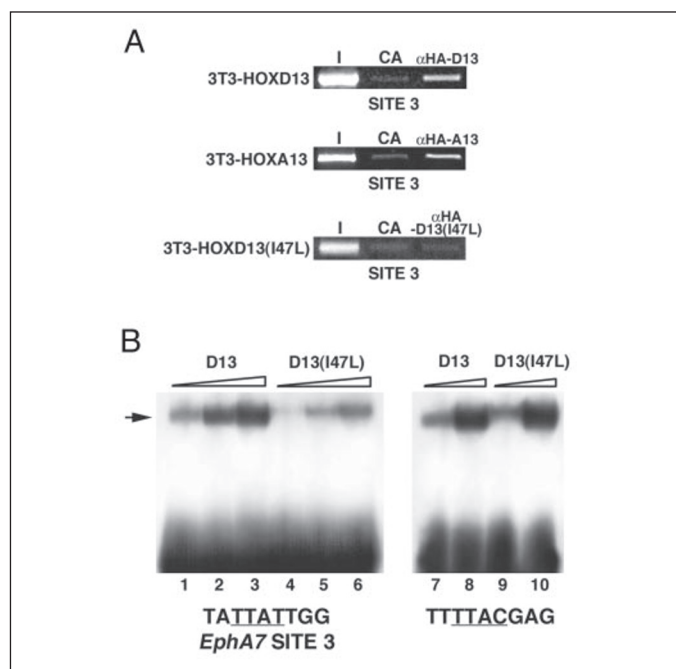 A
I CA αHA-D13
3T3-HOXD13
SITE 3
I CA αHA-A13
3T3-HOXA13
SITE 3
I CA αHA
-D13(I47L)
3T3-HOXD13(I47L)
SITE 3
B
D13 D13(I47L) D13 D13(I47L)
1 2 3 4 5 6 7 8 9 10
TATTATTGG TTTTACGAG
EphA7 SITE 3